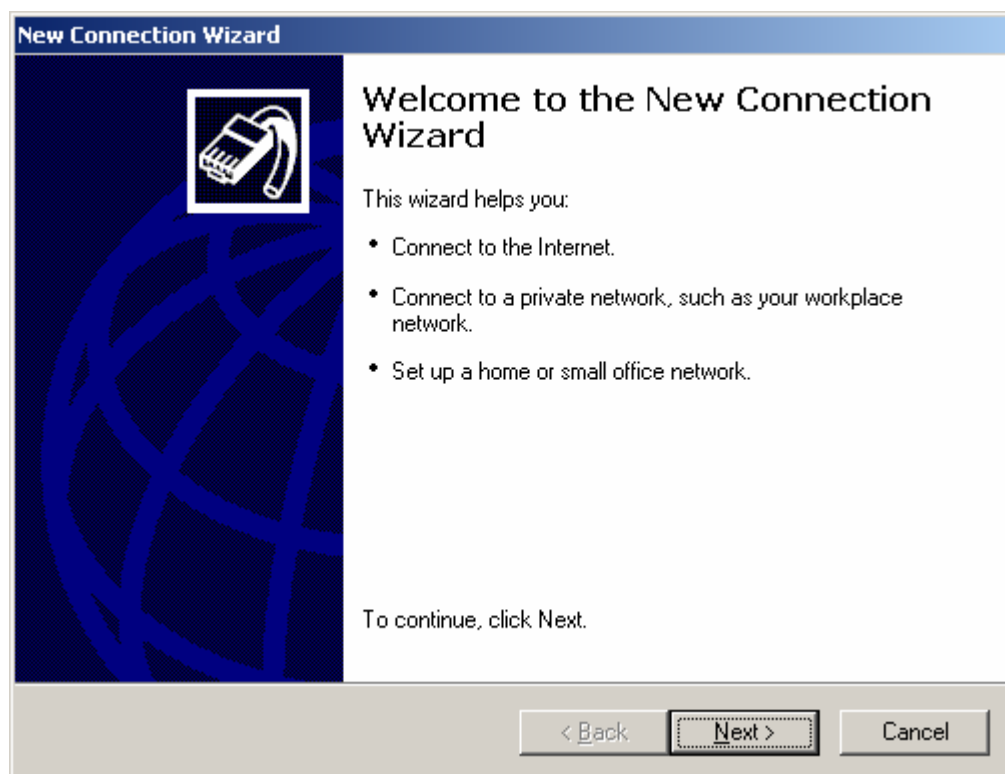 New Connection Wizard
Welcome to the New Connection
Wizard
This wizard helps you:
• Connect to the Internet.
• Connect to a private network, such as your workplace
network.
• Set up a home or small office network.
To continue, click Next.
< Back
Next >
Cancel